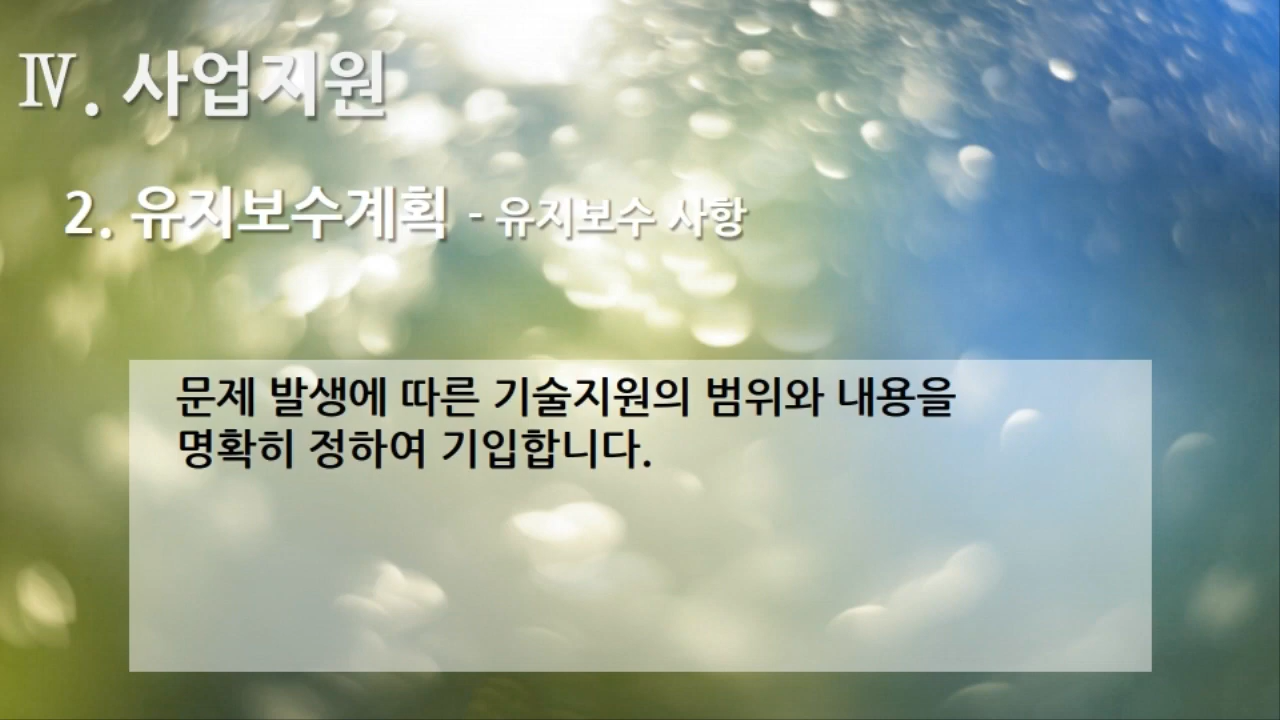 Ⅳ. 사업지원
2. 유지보수계획 - 유지보수 사항
문제 발생에 따른 기술지원의 범위와 내용을
명확히 정하여 기입합니다.